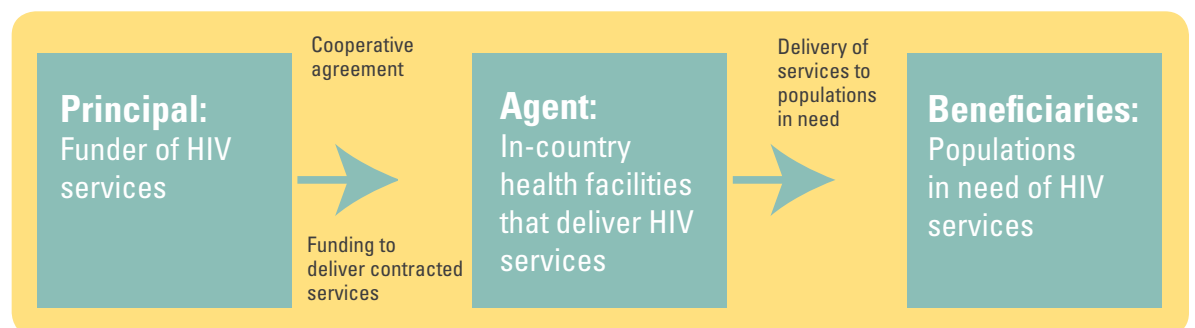 Principal:
Funder of HIV
services
Cooperative
agreement
Funding to
deliver contracted
services
Agent:
In-country
health facilities
that deliver HIV
services
Delivery of
services to
populations
in need
Beneficiaries:
Populations
in need of HIV
services